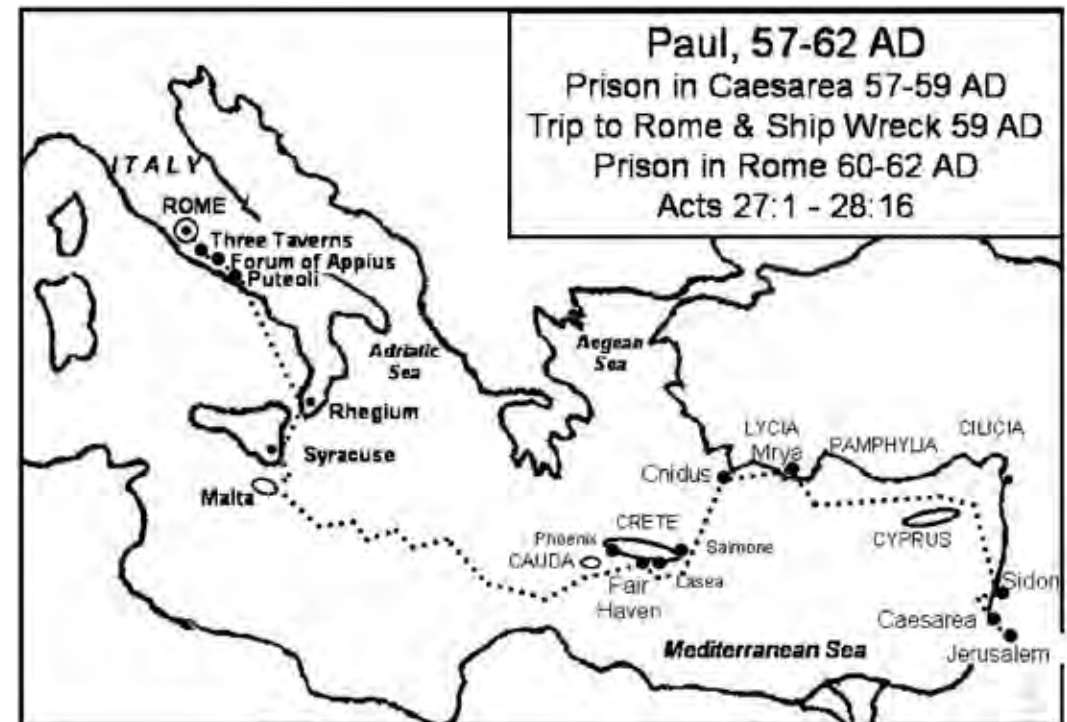 Paul, 57-62 AD
Prison in Caesarea 57-59 AD
Trip to Rome & Ship Wreck 59 AD
Prison in Rome 60-62 AD
Acts 27:1 - 28:16
ITALY
ROME
Three Taverns
Forum of Appius
Puteoli
Adriatic
Sea
Aegean
Sea
Rhegium
Syracuse
Malta
LYCIA
Mrya
PAMPHYLIA
CILICIA
Cnidus
CRETE
Phoenix
CAUDA
Salmone
Lasea
Fair
Haven
CYPRUS
Sidon
Caesarea
Jerusalem
Mediterranean Sea